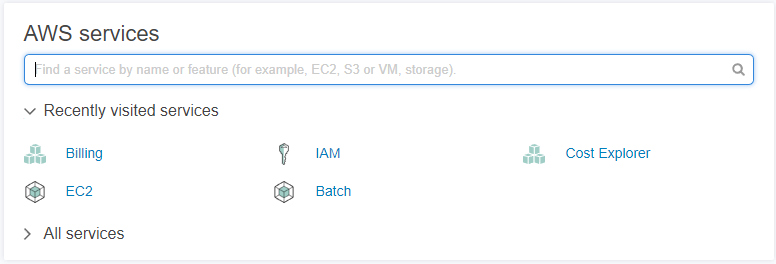 AWS services
Find a service by name or feature (for example, EC2, S3 or VM, storage).
Recently visited services
Billing
IAM
Cost Explorer
EC2
Batch
All services